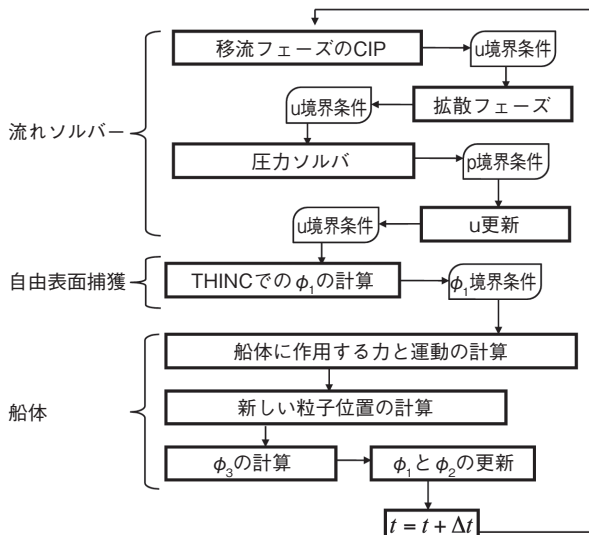 移流フェーズのCIP
u境界条件
u境界条件
拡散フェーズ
流れソルバー
圧力ソルバ
p境界条件
u境界条件
u更新
自由表面捕獲
THINCでのϕ₁の計算
ϕ₁境界条件
船体に作用する力と運動の計算
船体
新しい粒子位置の計算
ϕ₃の計算
ϕ₁とϕ₂の更新
t = t + Δt